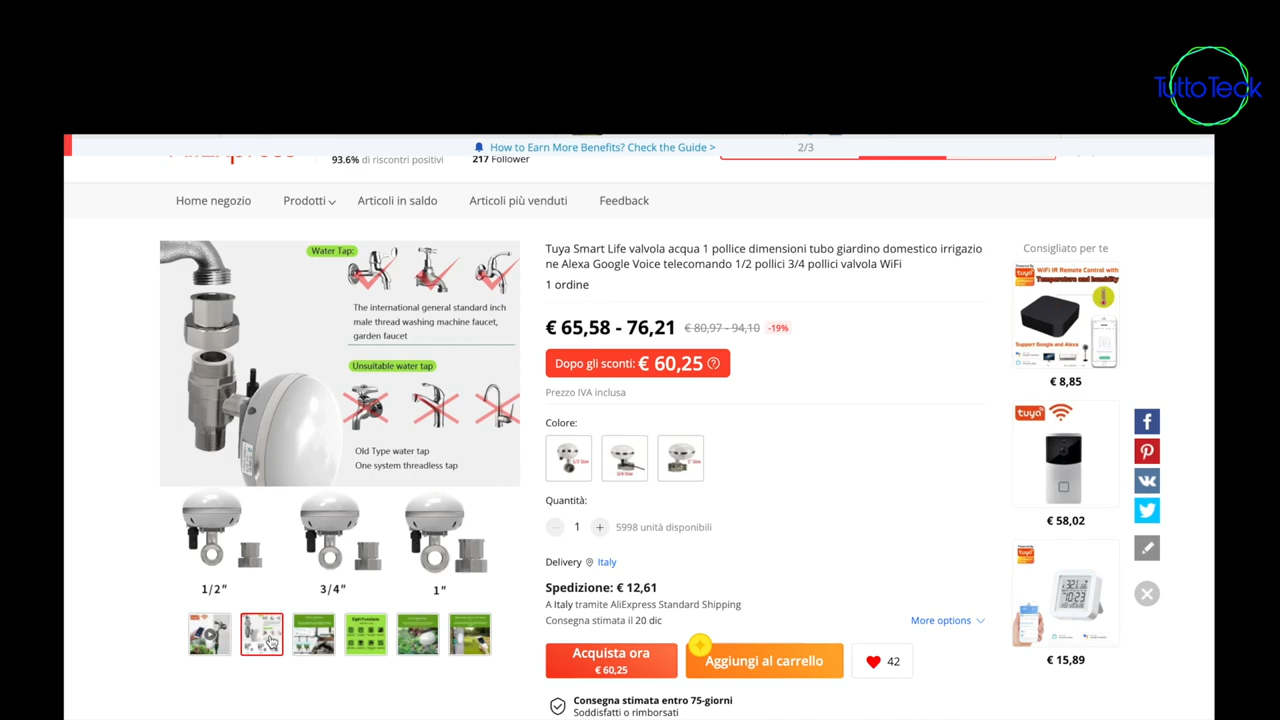 TuttoTeck
How to Earn More Benefits? Check the Guide >
2/3
93.6% di riscontri positivi
217 Follower
Home negozio
Prodotti
Articoli in saldo
Articoli più venduti
Feedback
Water Tap:
The international general standard inch
male thread washing machine faucet,
garden faucet
Unsuitable water tap
Old Type water tap
One system threadless tap
1/2"
3/4"
1"
Tuya Smart Life valvola acqua 1 pollice dimensioni tubo giardino domestico irrigazio
ne Alexa Google Voice telecomando 1/2 pollici 3/4 pollici valvola WiFi
1 ordine
€ 65,58 - 76,21
€ 80,97 - 94,10
-19%
Dopo gli sconti: € 60,25
Prezzo IVA inclusa
Colore:
Quantità:
1
5998 unità disponibili
Delivery
Italy
Spedizione: € 12,61
A Italy tramite AliExpress Standard Shipping
Consegna stimata il 20 dic
More options
Acquista ora
€ 60,25
Aggiungi al carrello
42
Consegna stimata entro 75-giorni
Soddisfatti o rimborsati
Consigliato per te
tuya
WiFi IR Remote Control with
Temperature and humidity
Support Google and Alexa
€ 8,85
tuya
€ 58,02
tuya
€ 15,89